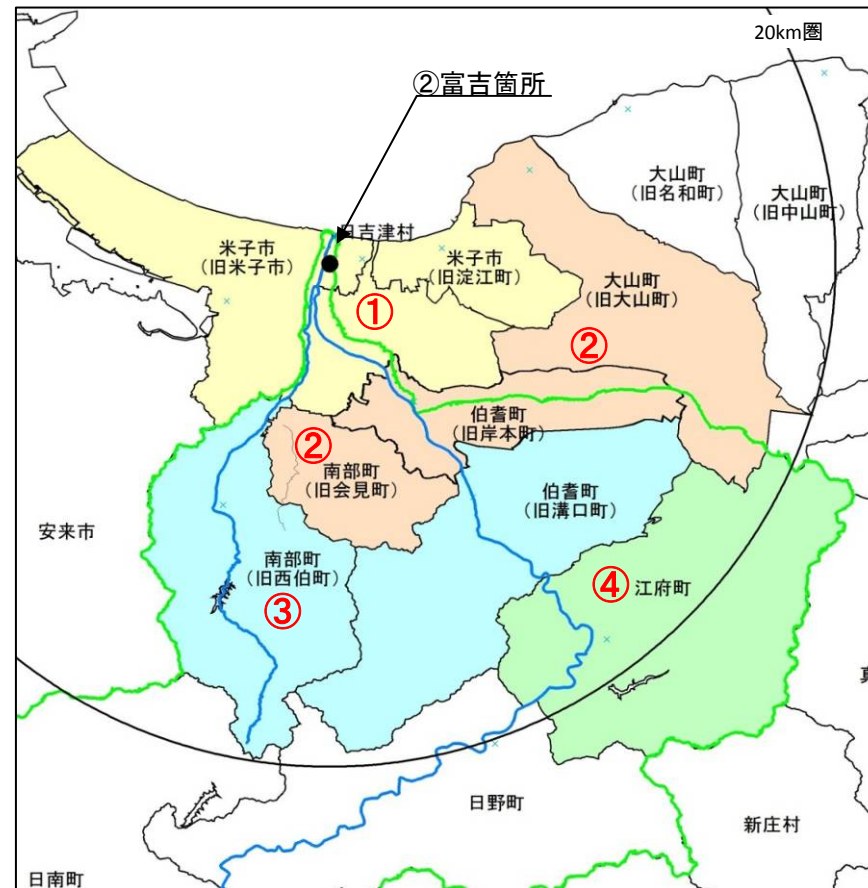 20km圏
②富吉箇所
大山町
(旧名和町)
大山町
(旧中山町)
日吉津村
米子市
(旧米子市)
米子市
(旧淀江町)
大山町
(旧大山町)
①
②
伯耆町
(旧岸本町)
②
南部町
(旧会見町)
伯耆町
(旧溝口町)
安来市
南部町
(旧西伯町)
③
④
江府町
日野町
新庄村
日南町